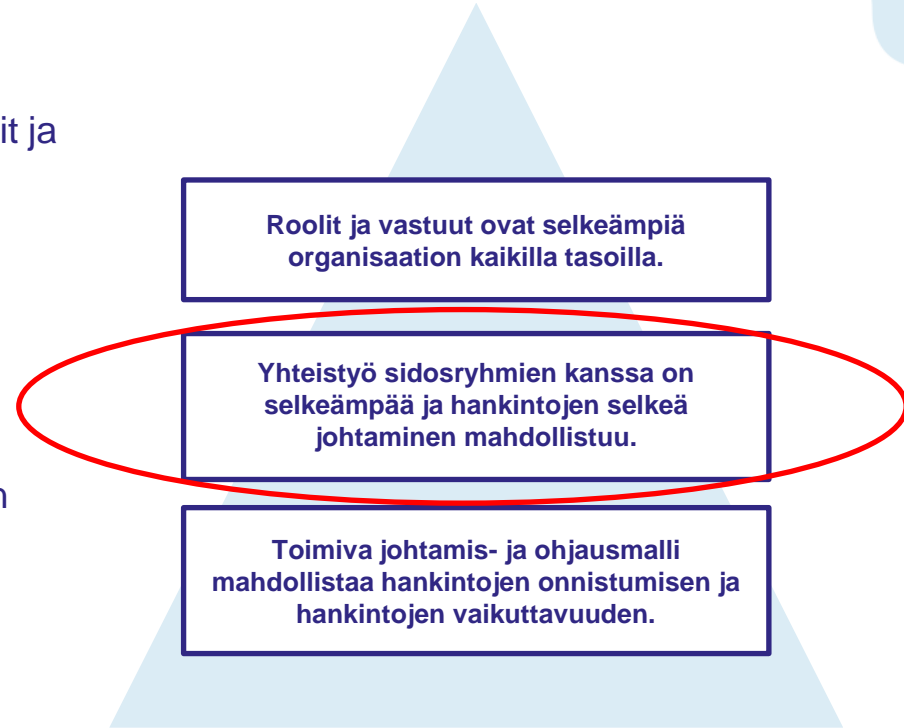 it ja
Roolit ja vastuut ovat selkeämpiä
organisaation kaikilla tasoilla.
Yhteistyö sidosryhmien kanssa on
selkeämpää ja hankintojen selkeä
johtaminen mahdollistuu.
n
Toimiva johtamis- ja ohjausmalli
mahdollistaa hankintojen onnistumisen ja
hankintojen vaikuttavuuden.